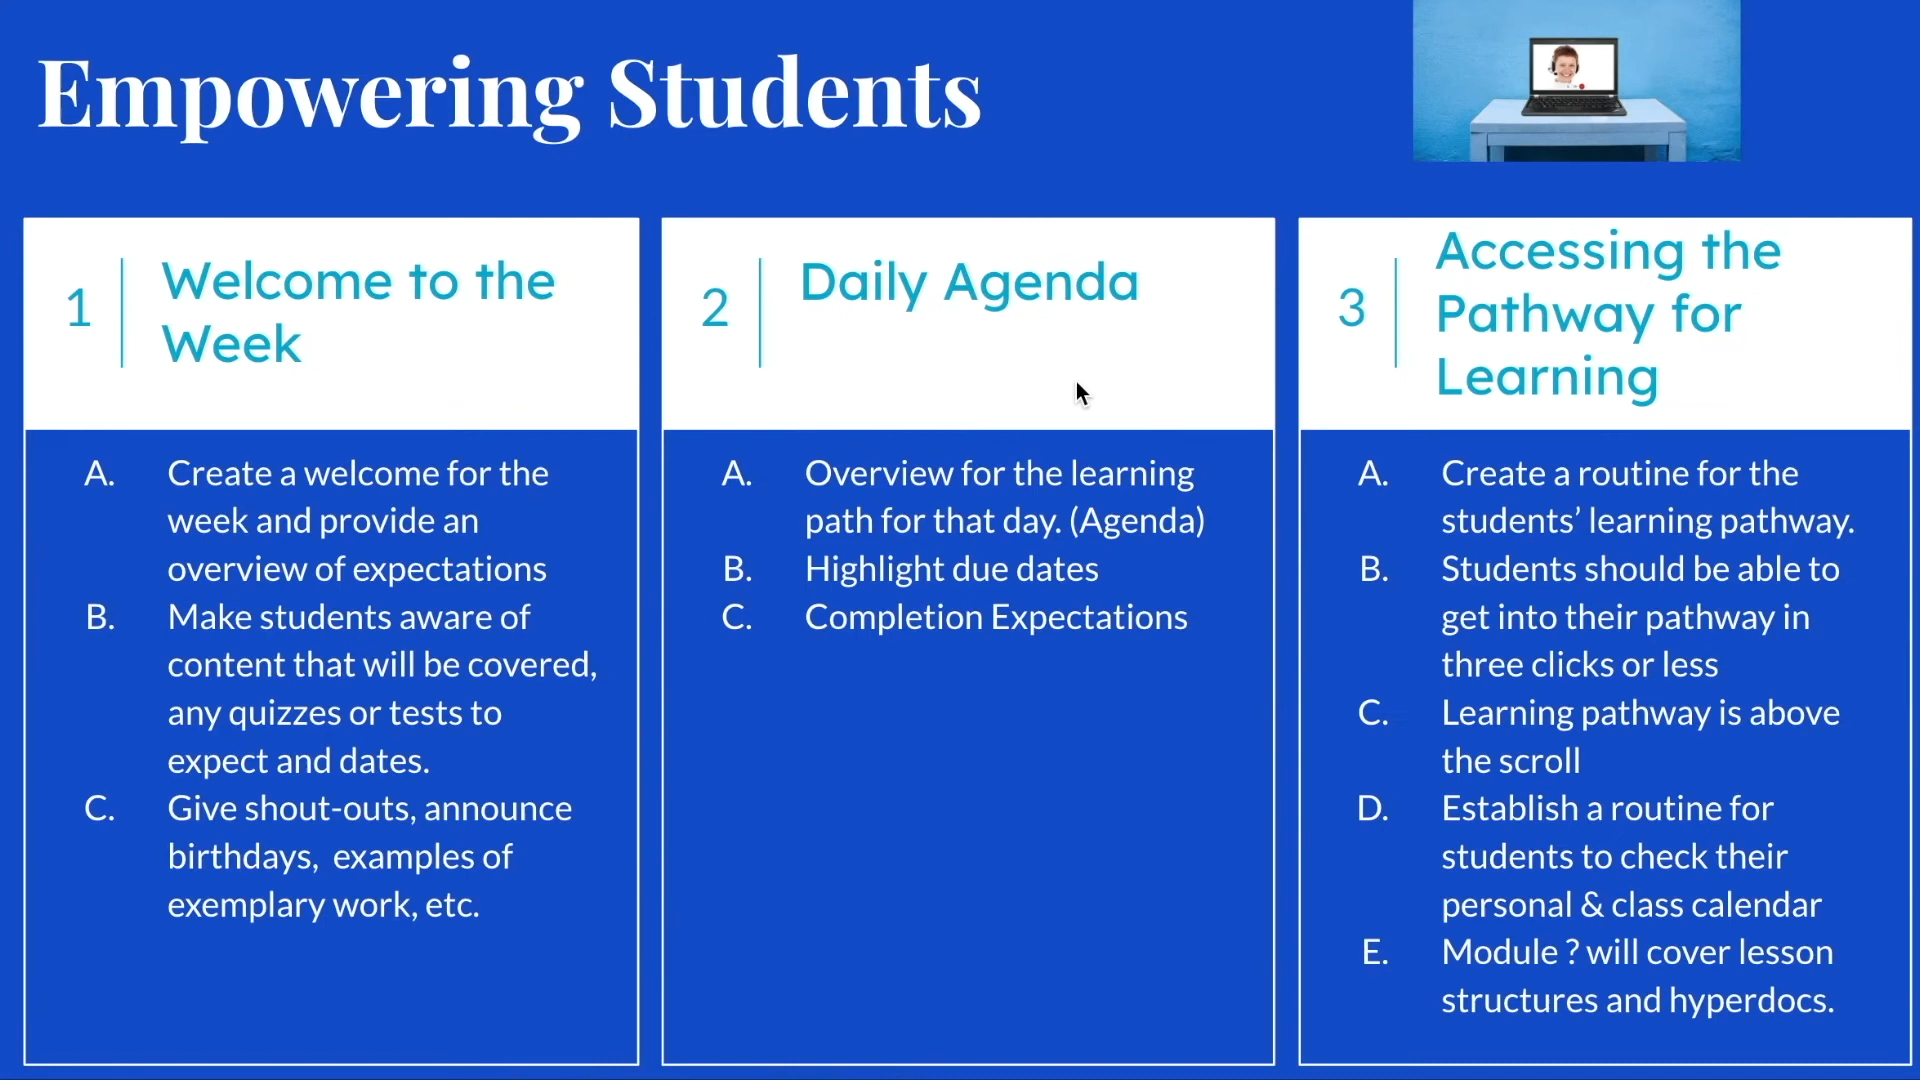 Empowering Students
1
Welcome to the
Week
A. Create a welcome for the
week and provide an
overview of expectations
B. Make students aware of
content that will be covered,
any quizzes or tests to
expect and dates.
C. Give shout-outs, announce
birthdays,  examples of
exemplary work, etc.
2
Daily Agenda
A. Overview for the learning
path for that day. (Agenda)
B. Highlight due dates
C. Completion Expectations
3
Accessing the
Pathway for
Learning
A. Create a routine for the
students’ learning pathway.
B. Students should be able to
get into their pathway in
three clicks or less
C. Learning pathway is above
the scroll
D. Establish a routine for
students to check their
personal & class calendar
E. Module ? will cover lesson
structures and hyperdocs.